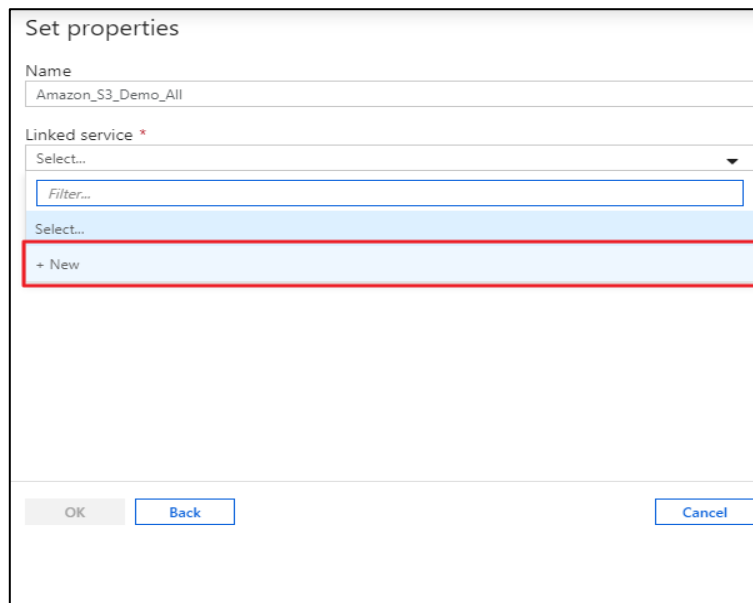 Set properties
Name
Amazon_S3_Demo_All
Linked service *
Select...
Filter...
Select...
+ New
OK
Back
Cancel